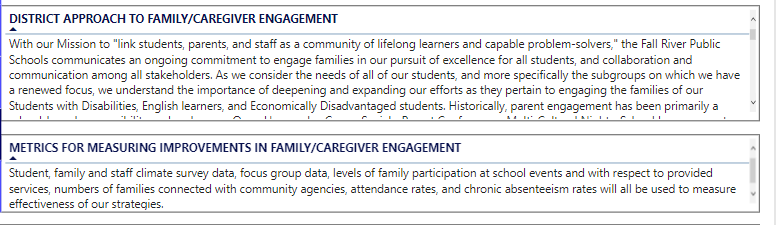 DISTRICT APPROACH TO FAMILY/CAREGIVER ENGAGEMENT
With our Mission to "link students, parents, and staff as a community of lifelong learners and capable problem-solvers," the Fall River Public
Schools communicates an ongoing commitment to engage families in our pursuit of excellence for all students, and collaboration and
communication among all stakeholders. As we consider the needs of all of our students, and more specifically the subgroups on which we have
a renewed focus, we understand the importance of deepening and expanding our efforts as they pertain to engaging the families of our
Students with Disabilities, English learners, and Economically Disadvantaged students. Historically, parent engagement has been primarily a
METRICS FOR MEASURING IMPROVEMENTS IN FAMILY/CAREGIVER ENGAGEMENT
Student, family and staff climate survey data, focus group data, levels of family participation at school events and with respect to provided
services, numbers of families connected with community agencies, attendance rates, and chronic absenteeism rates will all be used to measure
effectiveness of our strategies.